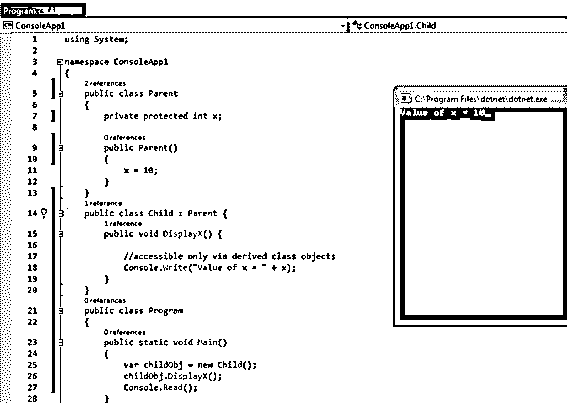 Program.cs
ConsoleApp1
ConsoleApp1.Child
1 using System;
2
3 namespace ConsoleApp1
4 {
2 references
5 public class Parent
6 {
7 private protected int x;
8
0 references
9 public Parent()
10 {
11 x = 10;
12 }
13 }
1 reference
14 public class Child : Parent {
1 reference
15 public void DisplayX() {
16
17 //accessible only via derived class objects
18 Console.Write("Value of x = " + x);
19 }
20 }
0 references
21 public class Program
22 {
0 references
23 public static void Main()
24 {
25 var childObj = new Child();
26 childObj.DisplayX();
27 Console.Read();
28 }
C:\Program Files\dotnet\dotnet.exe
Value of x = 10